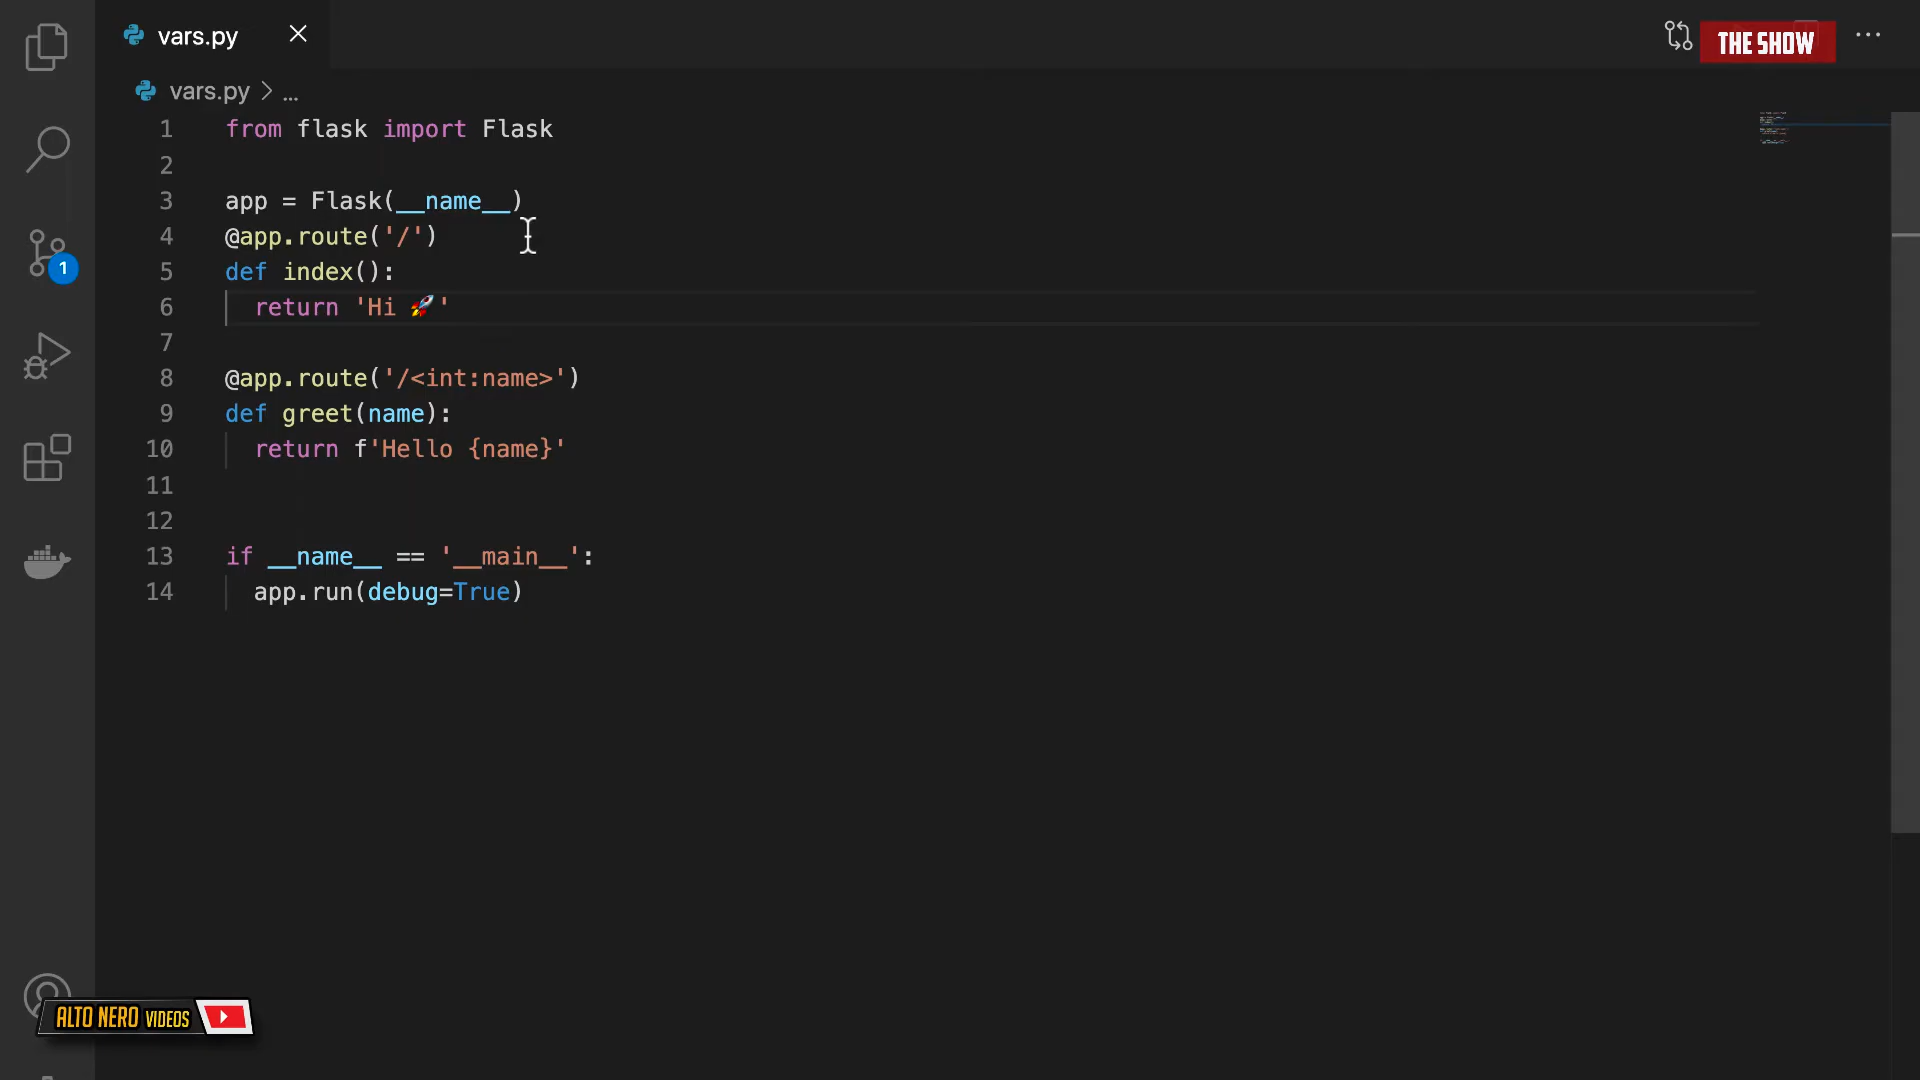 vars.py
THE SHOW
vars.py > ...
1 from flask import Flask
2
3 app = Flask(__name__)
4 @app.route('/')
5 def index():
6   return 'Hi 🚀'
7
8 @app.route('/<int:name>')
9 def greet(name):
10   return f'Hello {name}'
11
12
13 if __name__ == '__main__':
14   app.run(debug=True)
1
ALTO NERO VIDEOS